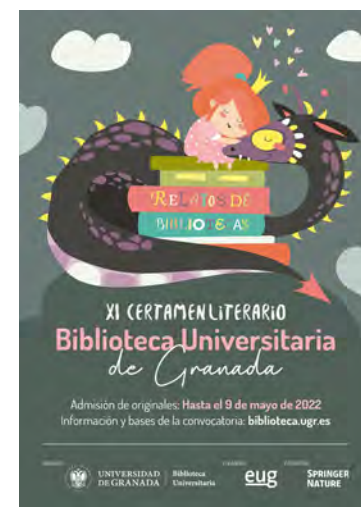 RELATOS DE
BIBLIOTECAS
XI CERTAMEN LITERARIO
Biblioteca Universitaria
de Granada
Admisión de originales: Hasta el 9 de mayo de 2022
Información y bases de la convocatoria: biblioteca.ugr.es
UNIVERSIDAD
DE GRANADA
Biblioteca
Universitaria
eug
SPRINGER
NATURE